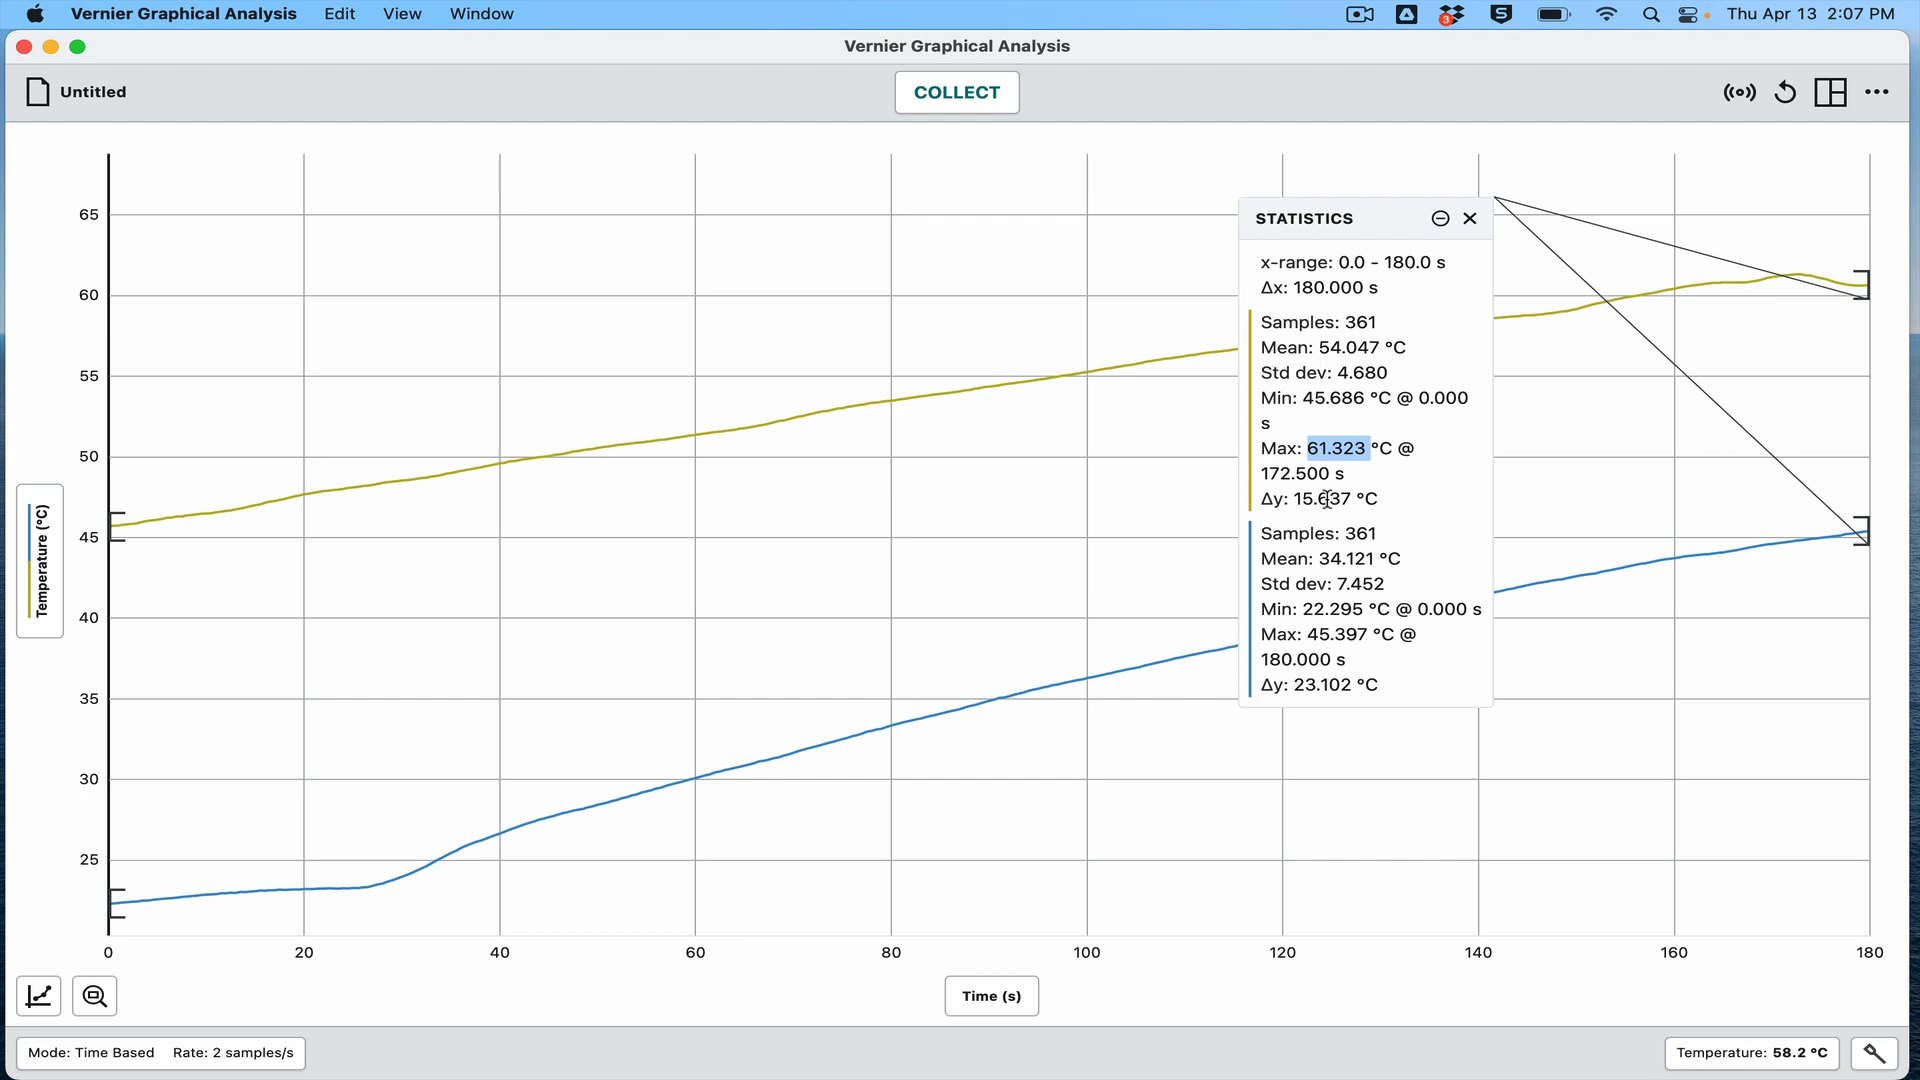 Vernier Graphical Analysis Edit View Window
3 S Thu Apr 13 2:07 PM
Vernier Graphical Analysis
Untitled
COLLECT
65
60
55
50
45
40
35
30
25
Temperature (°C)
STATISTICS
x-range: 0.0 - 180.0 s
Δx: 180.000 s
Samples: 361
Mean: 54.047 °C
Std dev: 4.680
Min: 45.686 °C @ 0.000
s
Max: 61.323 °C @
172.500 s
Δy: 15.637 °C
Samples: 361
Mean: 34.121 °C
Std dev: 7.452
Min: 22.295 °C @ 0.000 s
Max: 45.397 °C @
180.000 s
Δy: 23.102 °C
0 20 40 60 80 100 120 140 160 180
Time (s)
Mode: Time Based Rate: 2 samples/s
Temperature: 58.2 °C